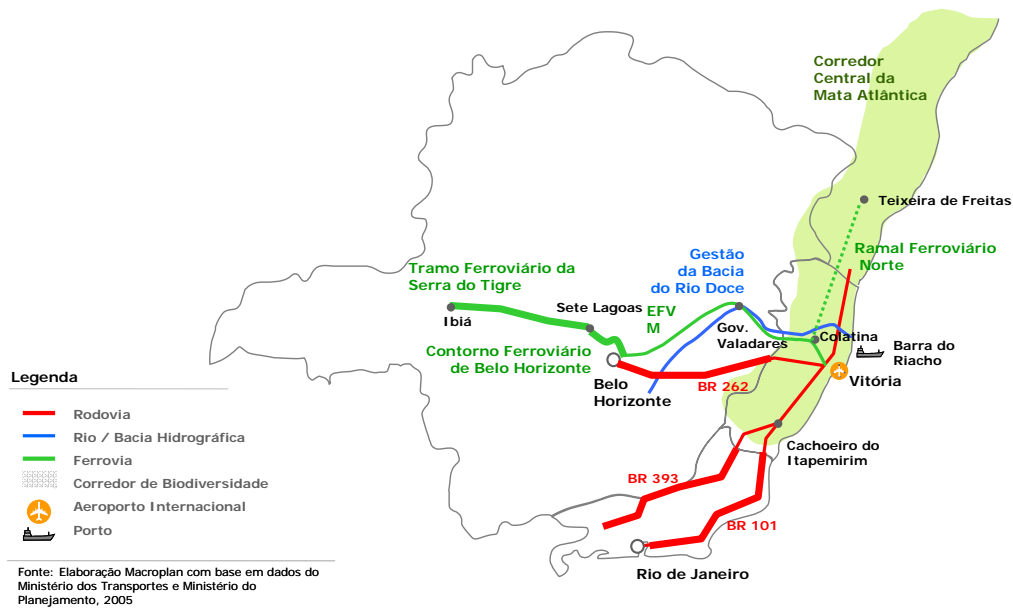 Corredor
Central da
Mata Atlântica
Teixeira de Freitas
Ramal Ferroviário
Norte
Gestão
da Bacia
do Rio Doce
Tramo Ferroviário da
Serra do Tigre
Sete Lagoas
EFV
M
Ibiá
Gov.
Valadares
Colatina
Barra do
Riacho
Contorno Ferroviário
de Belo Horizonte
Vitória
Belo
Horizonte
BR 262
Cachoeiro do
Itapemirim
BR 393
BR 101
Rio de Janeiro
Legenda
Rodovia
Rio / Bacia Hidrográfica
Ferrovia
Corredor de Biodiversidade
Aeroporto Internacional
Porto
Fonte: Elaboração Macroplan com base em dados do
Ministério dos Transportes e Ministério do
Planejamento, 2005